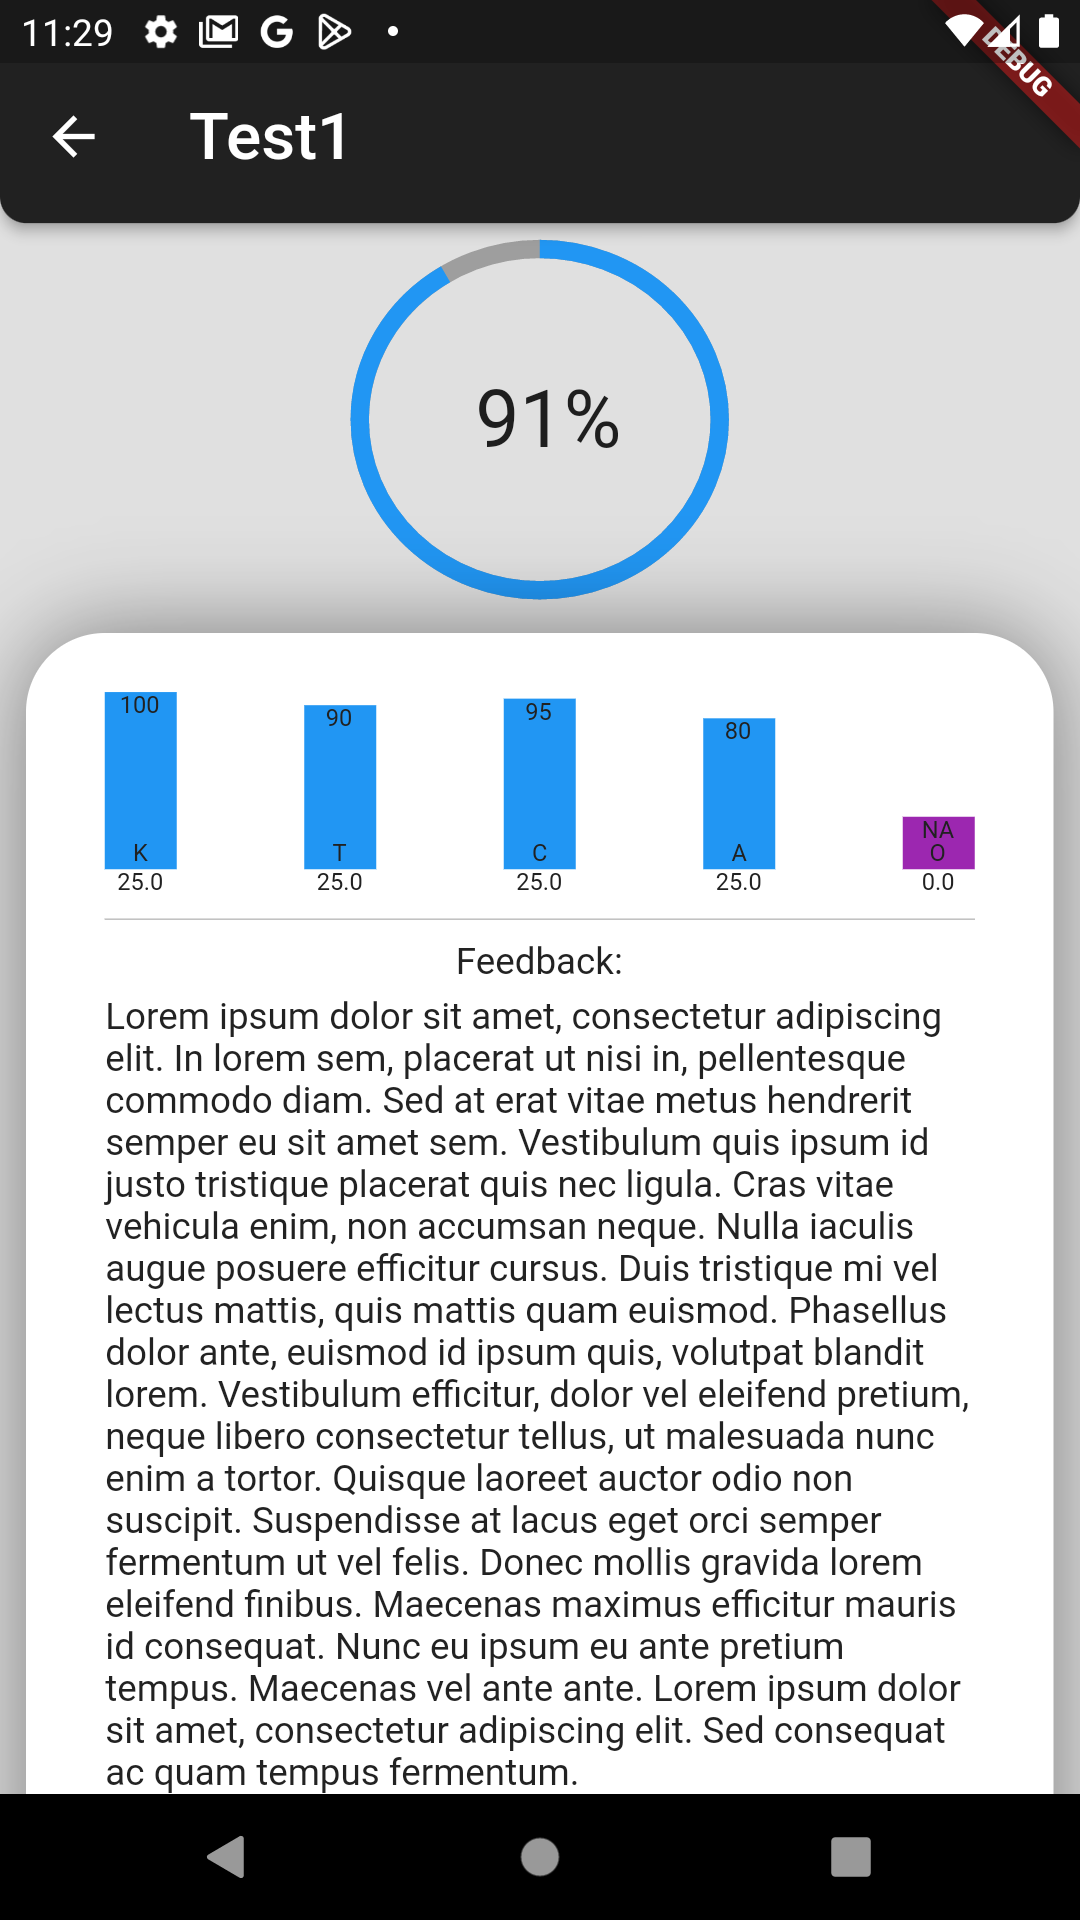 11:29
DEBUG
Test1
91%
100 90 95 80 NA
K T C A O
25.0 25.0 25.0 25.0 0.0
Feedback:
Lorem ipsum dolor sit amet, consectetur adipiscing
elit. In lorem sem, placerat ut nisi in, pellentesque
commodo diam. Sed at erat vitae metus hendrerit
semper eu sit amet sem. Vestibulum quis ipsum id
justo tristique placerat quis nec ligula. Cras vitae
vehicula enim, non accumsan neque. Nulla iaculis
augue posuere efficitur cursus. Duis tristique mi vel
lectus mattis, quis mattis quam euismod. Phasellus
dolor ante, euismod id ipsum quis, volutpat blandit
lorem. Vestibulum efficitur, dolor vel eleifend pretium,
neque libero consectetur tellus, ut malesuada nunc
enim a tortor. Quisque laoreet auctor odio non
suscipit. Suspendisse at lacus eget orci semper
fermentum ut vel felis. Donec mollis gravida lorem
eleifend finibus. Maecenas maximus efficitur mauris
id consequat. Nunc eu ipsum eu ante pretium
tempus. Maecenas vel ante ante. Lorem ipsum dolor
sit amet, consectetur adipiscing elit. Sed consequat
ac quam tempus fermentum.